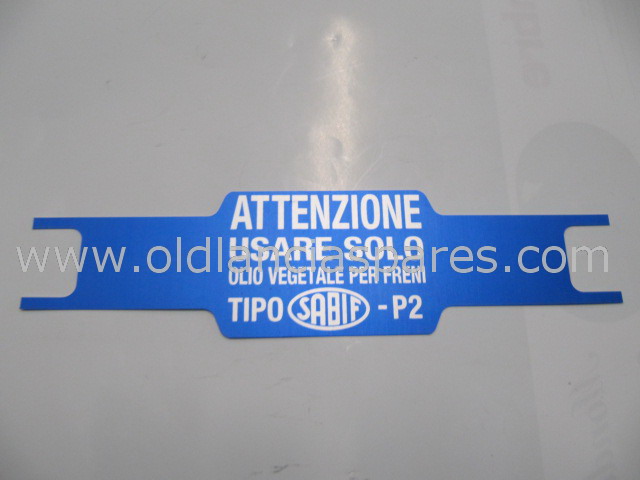 ATTENZIONE
USARE SOLO
www.oldlanciaspares.com
OLIO VEGETALE PER FRENI
TIPO SABIF - P2